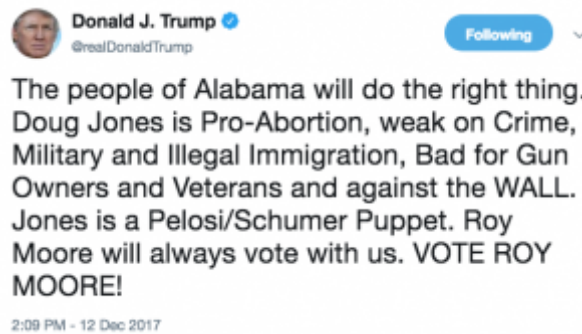 Donald J. Trump
@realDonaldTrump
Following
The people of Alabama will do the right thing.
Doug Jones is Pro-Abortion, weak on Crime,
Military and Illegal Immigration, Bad for Gun
Owners and Veterans and against the WALL.
Jones is a Pelosi/Schumer Puppet. Roy
Moore will always vote with us. VOTE ROY
MOORE!
2:09 PM - 12 Dec 2017